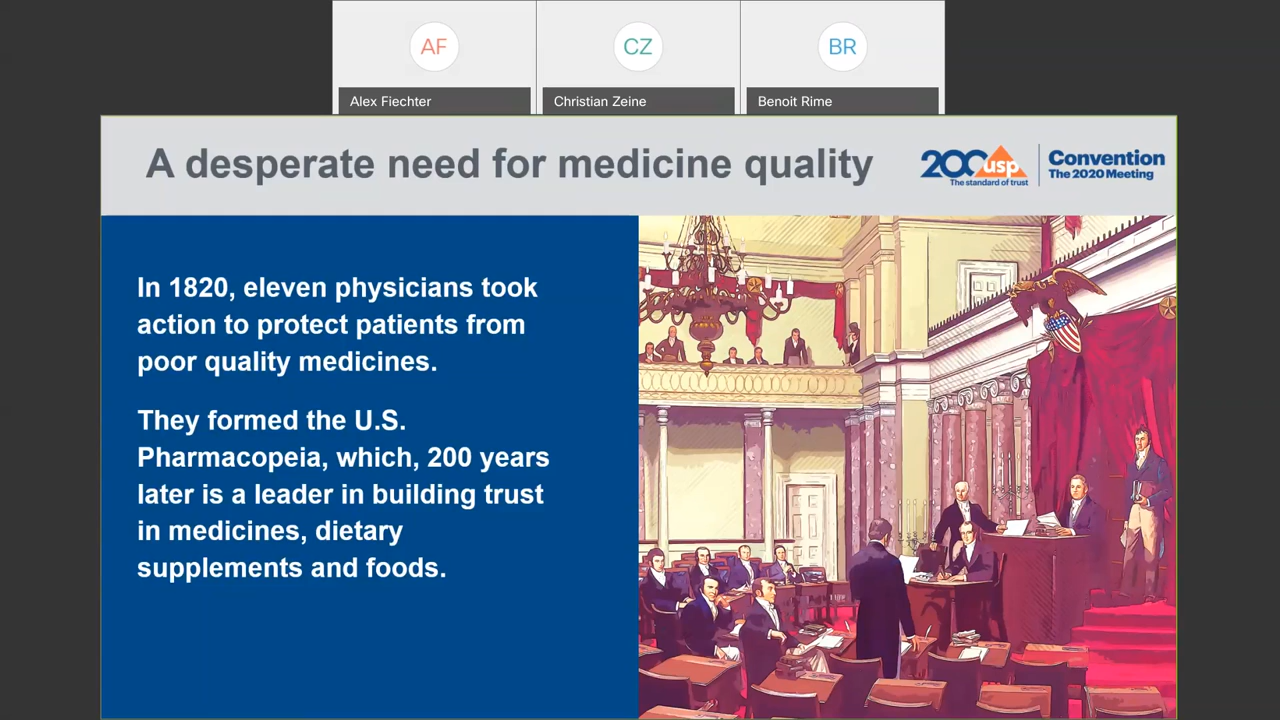 AF
CZ
BR
Alex Fiechter
Christian Zeine
Benoit Rime
A desperate need for medicine quality
200 usp
The standard of trust
Convention
The 2020 Meeting
In 1820, eleven physicians took
action to protect patients from
poor quality medicines.
They formed the U.S.
Pharmacopeia, which, 200 years
later is a leader in building trust
in medicines, dietary
supplements and foods.